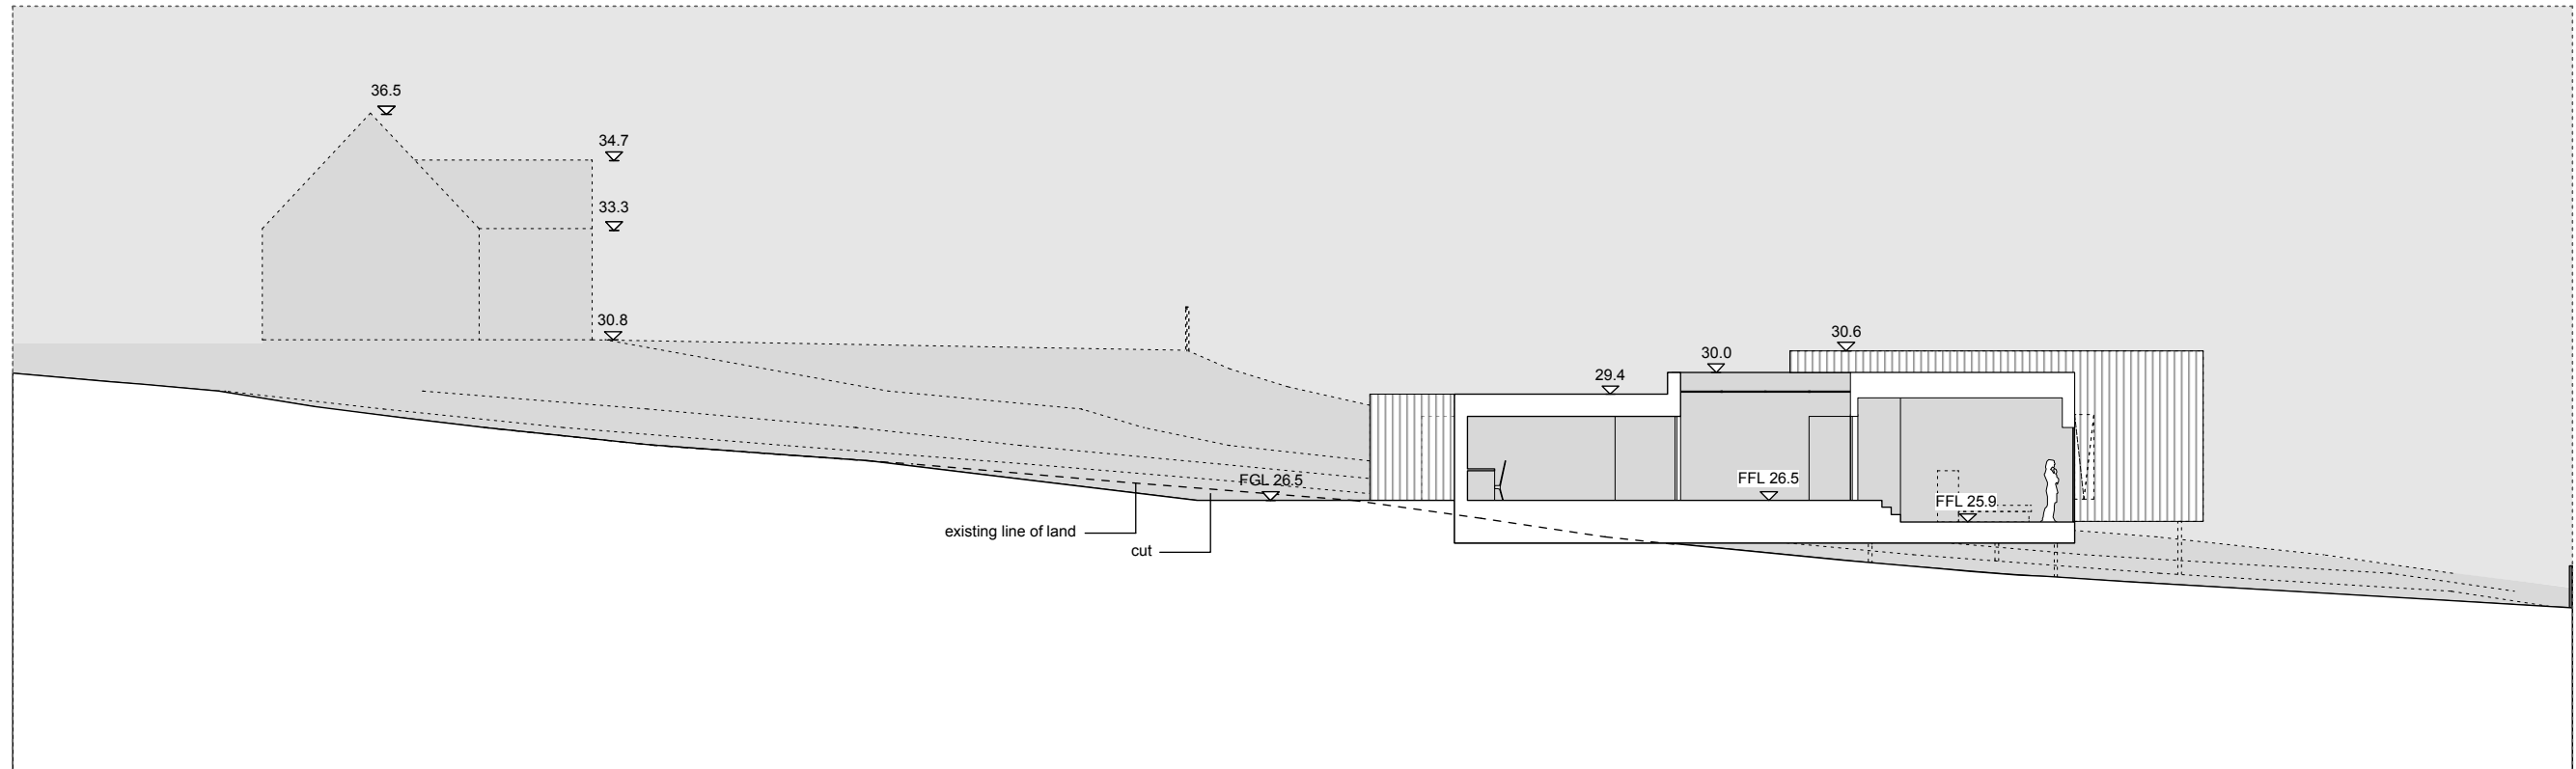 36.5
34.7
33.3
30.8
30.6
30.0
29.4
FGL 26.5
FFL 26.5
FFL 25.9
existing line of land
cut